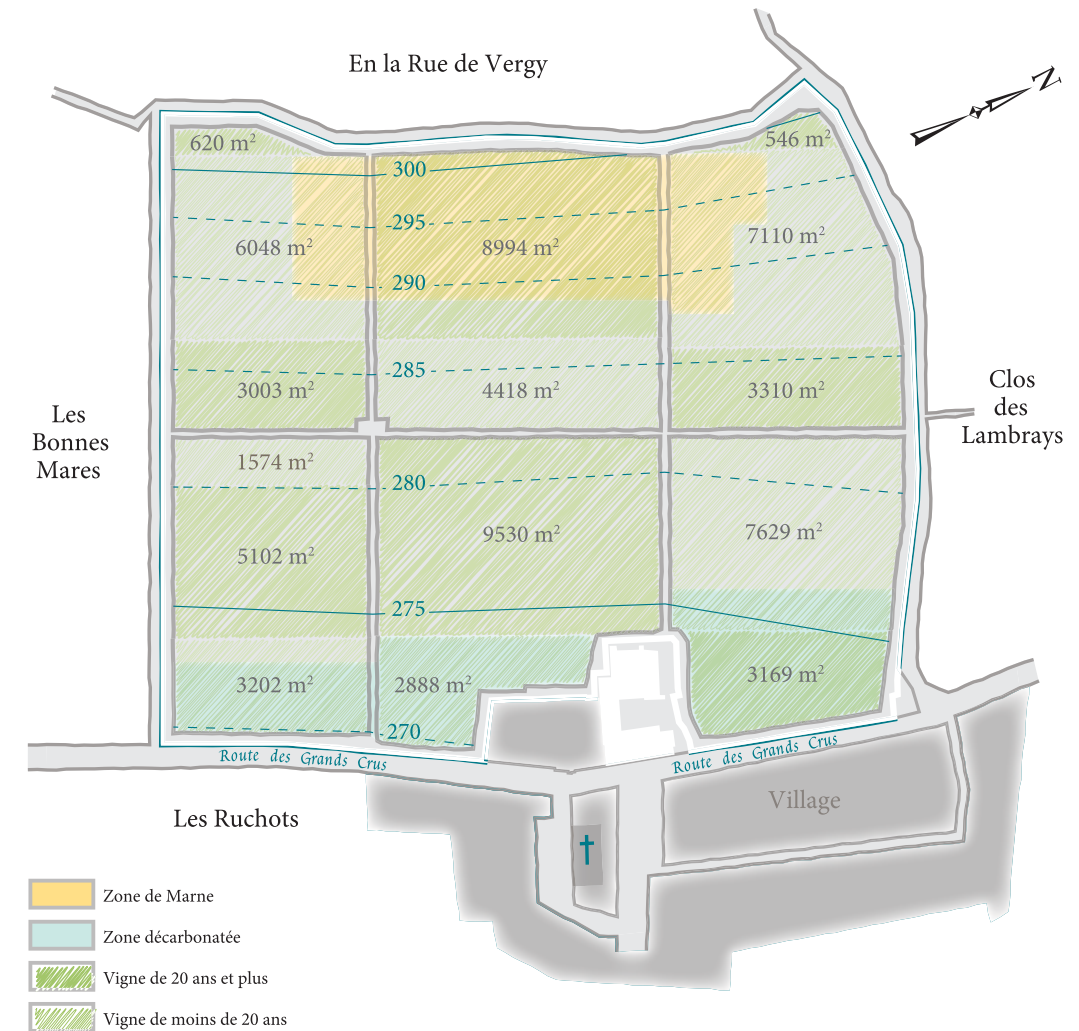 En la Rue de Vergy
N
620 m²
546 m²
300
295
6048 m²
8994 m²
7110 m²
290
285
3003 m²
4418 m²
3310 m²
Les
Bonnes
Mares
Clos
des
Lambrays
1574 m²
280
5102 m²
9530 m²
7629 m²
275
3202 m²
2888 m²
3169 m²
270
Route des Grands Crus
Route des Grands Crus
Village
Les Ruchots
Zone de Marne
Zone décarbonatée
Vigne de 20 ans et plus
Vigne de moins de 20 ans